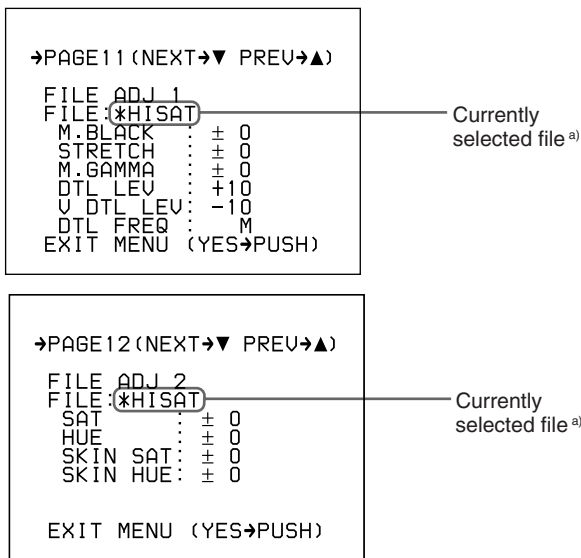 ➔PAGE11(NEXT➔▼ PREV➔▲)
FILE ADJ 1
FILE:*HISAT
M.BLACK : ± 0
STRETCH : ± 0
M.GAMMA : ± 0
DTL LEV : +10
V DTL LEV: -10
DTL FREQ : M
EXIT MENU (YES➔PUSH)
Currently
selected file a)
➔PAGE12(NEXT➔▼ PREV➔▲)
FILE ADJ 2
FILE:*HISAT
SAT : ± 0
HUE : ± 0
SKIN SAT: ± 0
SKIN HUE: ± 0
EXIT MENU (YES➔PUSH)
Currently
selected file a)